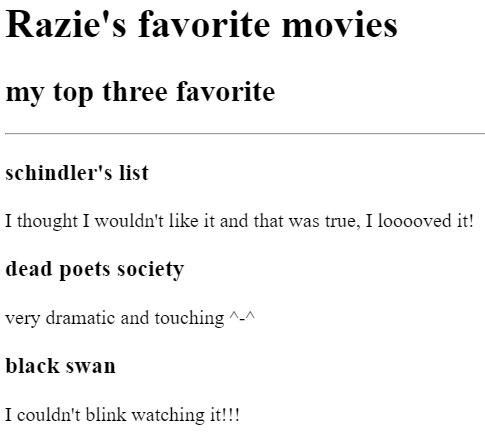 Razie's favorite movies
my top three favorite
schindler's list
I thought I wouldn't like it and that was true, I looooved it!
dead poets society
very dramatic and touching ^-^
black swan
I couldn't blink watching it!!!